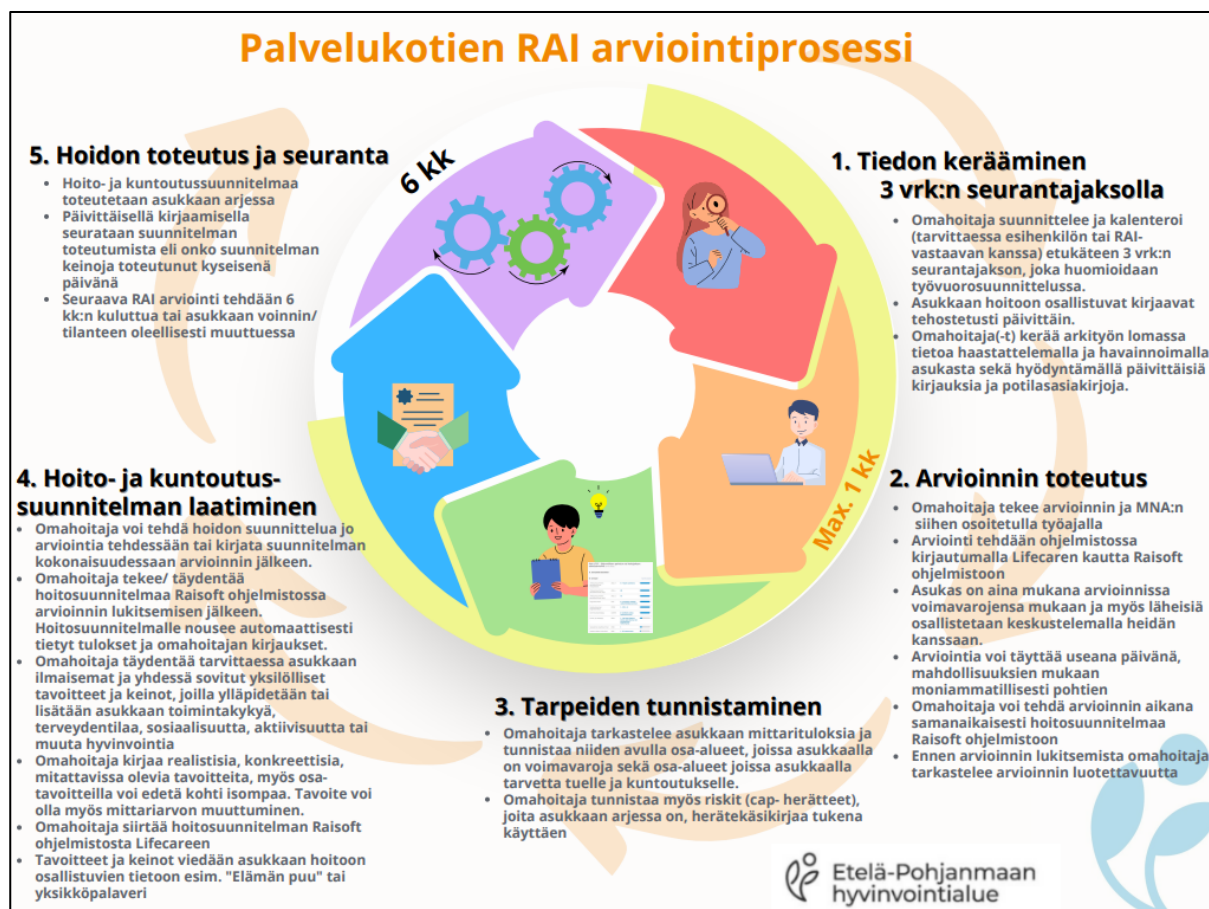 Palvelukotien RAI arviointiprosessi
1. Tiedon kerääminen
3 vrk:n seurantajaksolla
• Omahoitaja suunnittelee ja kalenteroi
(tarvittaessa esihenkilön tai RAI-
vastaavan kanssa) etukäteen 3 vrk:n
seurantajakson, joka huomioidaan
työvuorosuunnittelussa.
• Asukkaan hoitoon osallistuvat kirjaavat
tehostetusti päivittäin.
• Omahoitaja(-t) kerää arkityön lomassa
tietoa haastattelemalla ja havainnoimalla
asukasta sekä hyödyntämällä päivittäisiä
kirjauksia ja potilasasiakirjoja.
2. Arvioinnin toteutus
• Omahoitaja tekee arvioinnin ja MNA:n
siihen osoitetulla työajalla
• Arviointi tehdään ohjelmistossa
kirjautumalla Lifecaren kautta Raisoft
ohjelmistoon
• Asukas on aina mukana arvioinnissa
voimavarojensa mukaan ja myös läheisiä
osallistetaan keskustelemalla heidän
kanssaan.
• Arviointia voi täyttää useana päivänä,
mahdollisuuksien mukaan
moniammatillisesti pohtien
• Omahoitaja voi tehdä arvioinnin aikana
samanaikaisesti hoitosuunnitelmaa
Raisoft ohjelmistoon
• Ennen arvioinnin lukitsemista omahoitaja
tarkastelee arvioinnin luotettavuutta
3. Tarpeiden tunnistaminen
• Omahoitaja tarkastelee asukkaan mittarituloksia ja
tunnistaa niiden avulla osa-alueet, joissa asukkaalla
on voimavaroja sekä osa-alueet joissa asukkaalla
tarvetta tuelle ja kuntoutukselle.
• Omahoitaja tunnistaa myös riskit (cap- herätteet),
joita asukkaan arjessa on, herätekäsikirjaa tukena
käyttäen
4. Hoito- ja kuntoutus-
suunnitelman laatiminen
• Omahoitaja voi tehdä hoidon suunnittelua jo
arviointia tehdessään tai kirjata suunnitelman
kokonaisuudessaan arvioinnin jälkeen.
• Omahoitaja tekee/ täydentää
hoitosuunnitelmaa Raisoft ohjelmistossa
arvioinnin lukitsemisen jälkeen.
Hoitosuunnitelmalle nousee automaattisesti
tietyt tulokset ja omahoitajan kirjaukset.
• Omahoitaja täydentää tarvittaessa asukkaan
ilmaisemat ja yhdessä sovitut yksilölliset
tavoitteet ja keinot, joilla ylläpidetään tai
lisätään asukkaan toimintakykyä,
terveydentilaa, sosiaalisuutta, aktiivisuutta tai
muuta hyvinvointia
• Omahoitaja kirjaa realistisia, konkreettisia,
mitattavissa olevia tavoitteita, myös osa-
tavoitteilla voi edetä kohti isompaa. Tavoite voi
olla myös mittariarvon muuttuminen.
• Omahoitaja siirtää hoitosuunnitelman Raisoft
ohjelmistosta Lifecareen
• Tavoitteet ja keinot viedään asukkaan hoitoon
osallistuvien tietoon esim. "Elämän puu" tai
yksikköpalaveri
5. Hoidon toteutus ja seuranta
• Hoito- ja kuntoutussuunnitelmaa
toteutetaan asukkaan arjessa
• Päivittäisellä kirjaamisella
seurataan suunnitelman
toteutumista eli onko suunnitelman
keinoja toteutunut kyseisenä
päivänä
• Seuraava RAI arviointi tehdään 6
kk:n kuluttua tai asukkaan voinnin/
tilanteen oleellisesti muuttuessa
6 kk
Max. 1 kk
Etelä-Pohjanmaan
hyvinvointialue